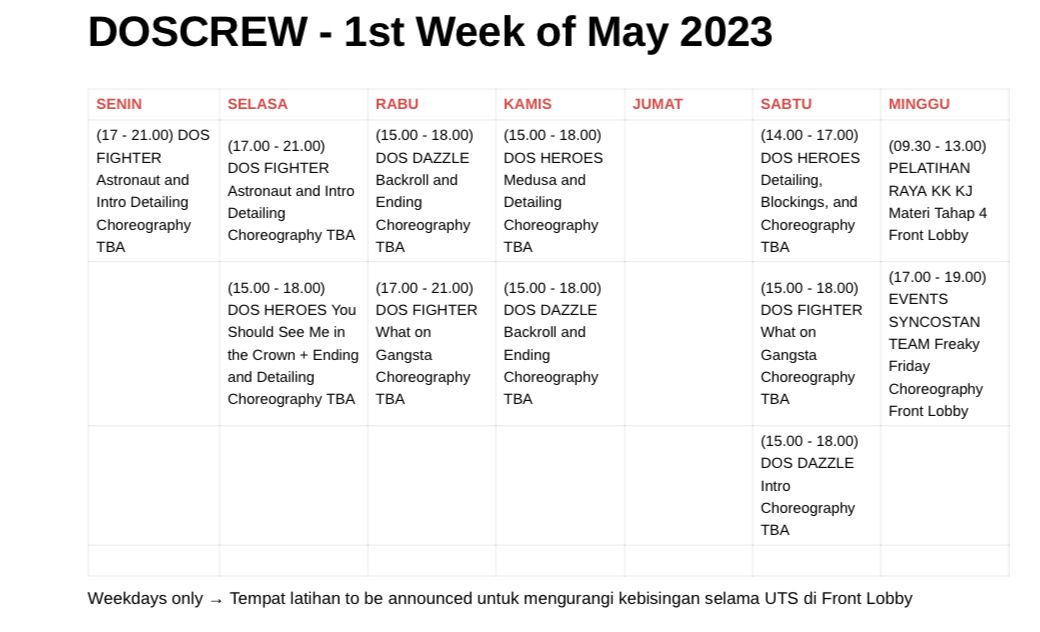 DOSCREW - 1st Week of May 2023
SENIN
SELASA
RABU
KAMIS
JUMAT
SABTU
MINGGU
(17 - 21.00) DOS
FIGHTER
Astronaut and
Intro Detailing
Choreography
TBA
(17.00 - 21.00)
DOS FIGHTER
Astronaut and Intro
Detailing
Choreography TBA
(15.00 - 18.00)
DOS DAZZLE
Backroll and
Ending
Choreography
TBA
(15.00 - 18.00)
DOS HEROES
Medusa and
Detailing
Choreography
TBA
(14.00 - 17.00)
DOS HEROES
Detailing,
Blockings, and
Choreography
TBA
(09.30 - 13.00)
PELATIHAN
RAYA KK KJ
Materi Tahap 4
Front Lobby
(15.00 - 18.00)
DOS HEROES You
Should See Me in
the Crown + Ending
and Detailing
Choreography TBA
(17.00 - 21.00)
DOS FIGHTER
What on
Gangsta
Choreography
TBA
(15.00 - 18.00)
DOS DAZZLE
Backroll and
Ending
Choreography
TBA
(15.00 - 18.00)
DOS FIGHTER
What on
Gangsta
Choreography
TBA
(17.00 - 19.00)
EVENTS
SYNCOSTAN
TEAM Freaky
Friday
Choreography
Front Lobby
(15.00 - 18.00)
DOS DAZZLE
Intro
Choreography
TBA
Weekdays only → Tempat latihan to be announced untuk mengurangi kebisingan selama UTS di Front Lobby